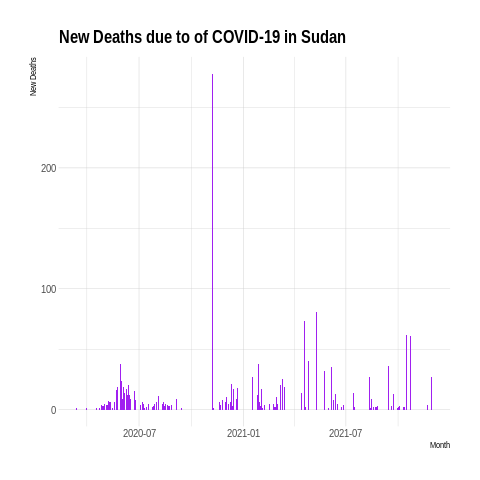 New Deaths due to of COVID-19 in Sudan
New Deaths
200
100
0
2020-07
2021-01
2021-07
Month